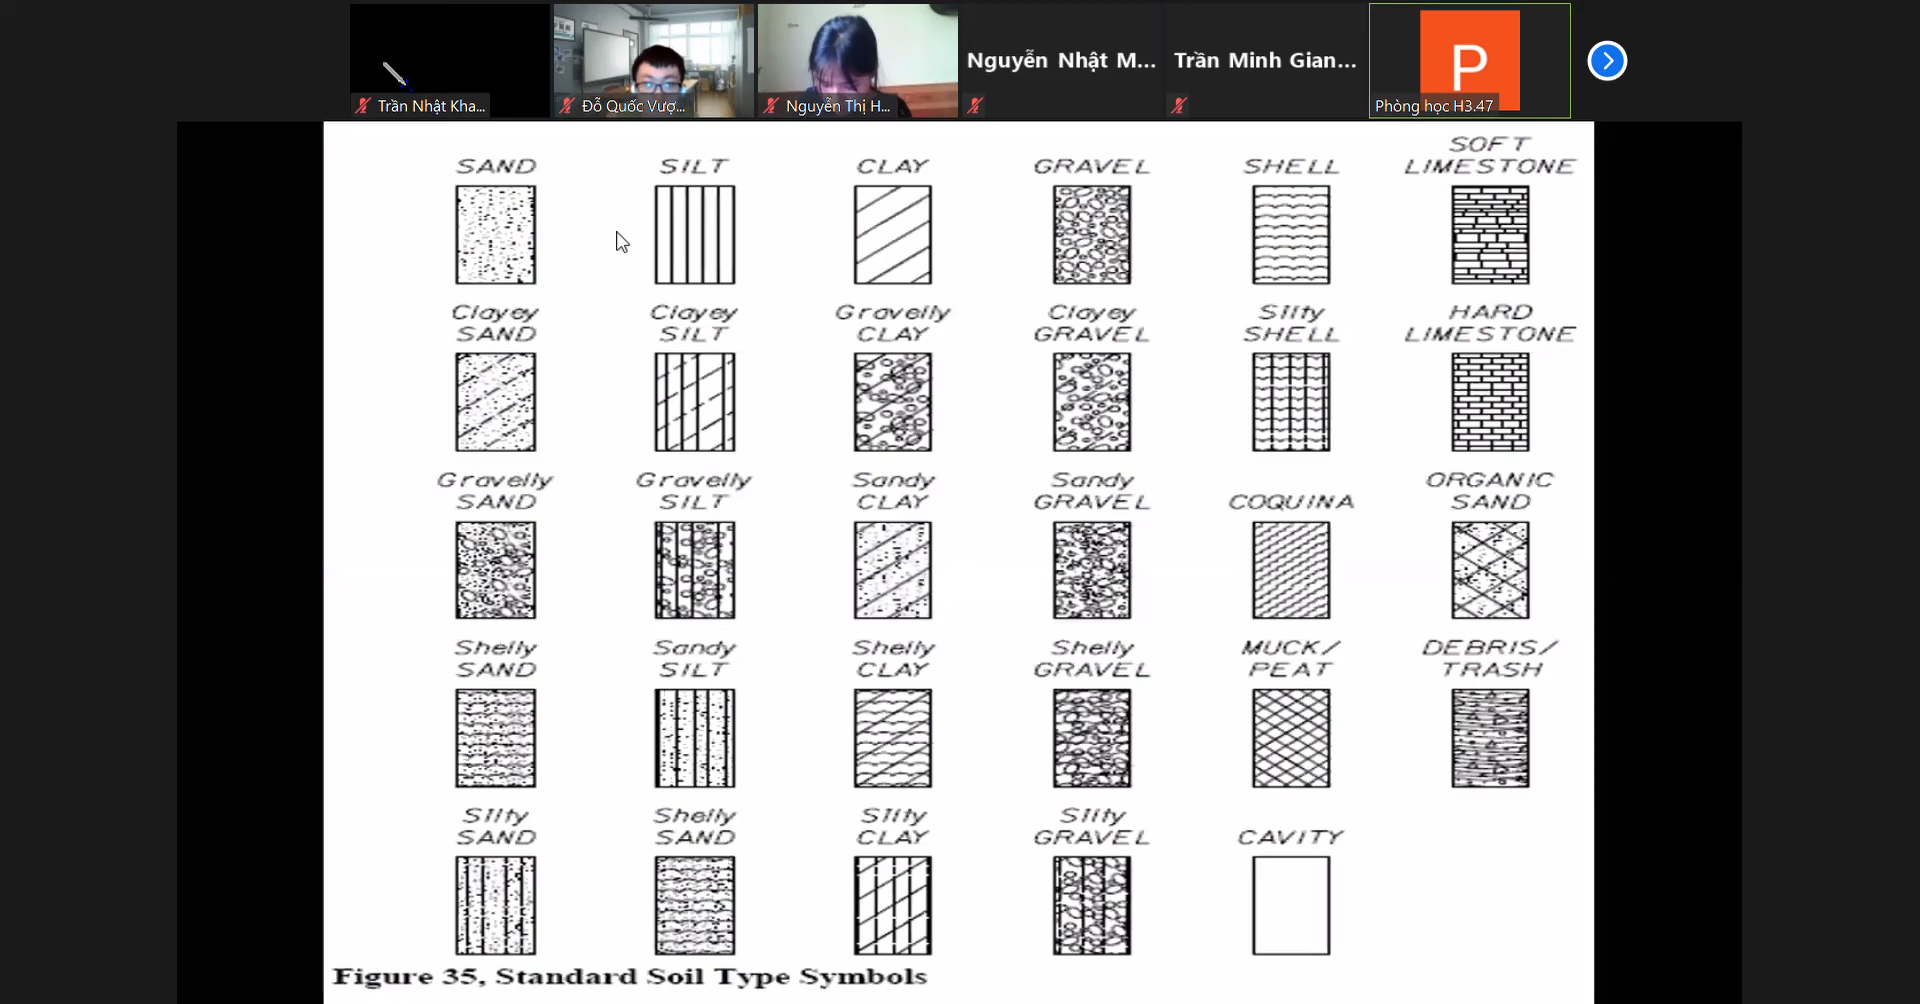 Nguyễn Nhật M... Trần Minh Gian... P
Trần Nhật Kha... Đỗ Quốc Vượ... Nguyễn Thị H... Phòng học H3.47
SOFT
SAND SILT CLAY GRAVEL SHELL LIMESTONE
Clayey Clayey Gravelly Clayey Silty HARD
SAND SILT CLAY GRAVEL SHELL LIMESTONE
Gravelly Gravelly Sandy Sandy ORGANIC
SAND SILT CLAY GRAVEL COQUINA SAND
Shelly Sandy Shelly Shelly MUCK/ DEBRIS/
SAND SILT CLAY GRAVEL PEAT TRASH
Silty Shelly Silty Silty
SAND SAND CLAY GRAVEL CAVITY
Figure 35, Standard Soil Type Symbols